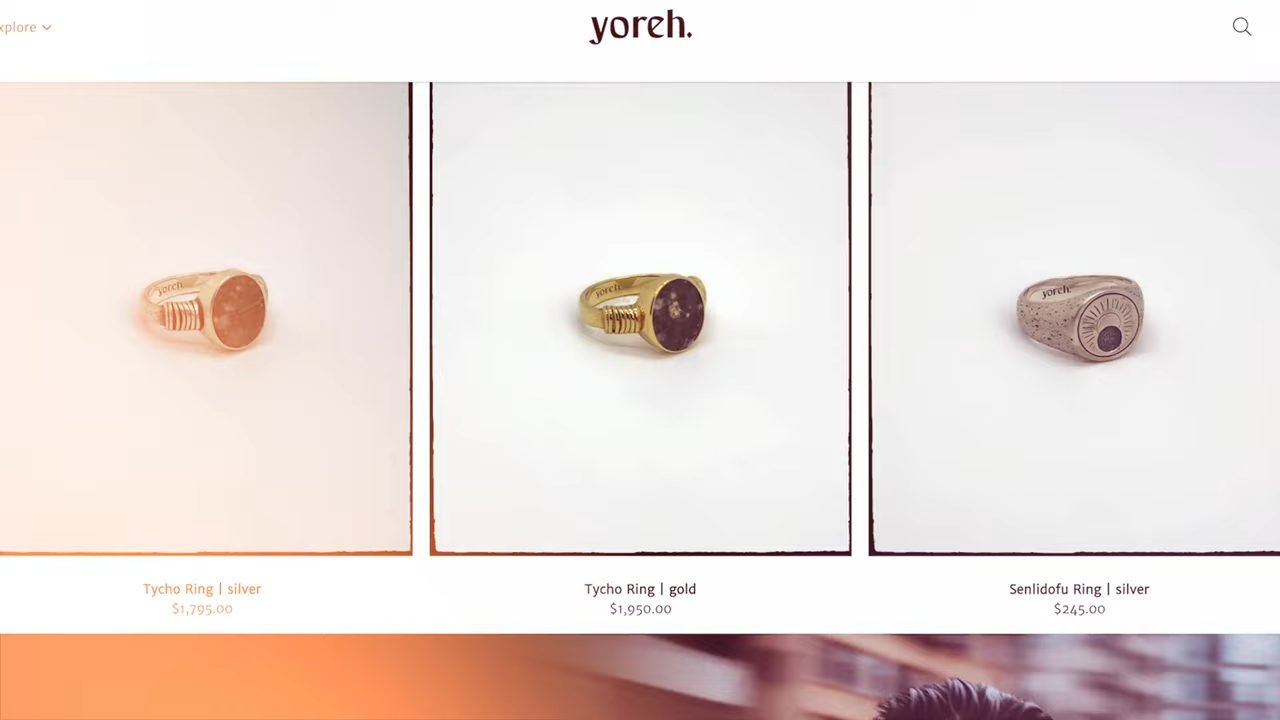 xplore
yoreh.
yoreh.
yoreh.
yoreh.
Tycho Ring | silver
$1,795.00
Tycho Ring | gold
$1,950.00
Senlidofu Ring | silver
$245.00